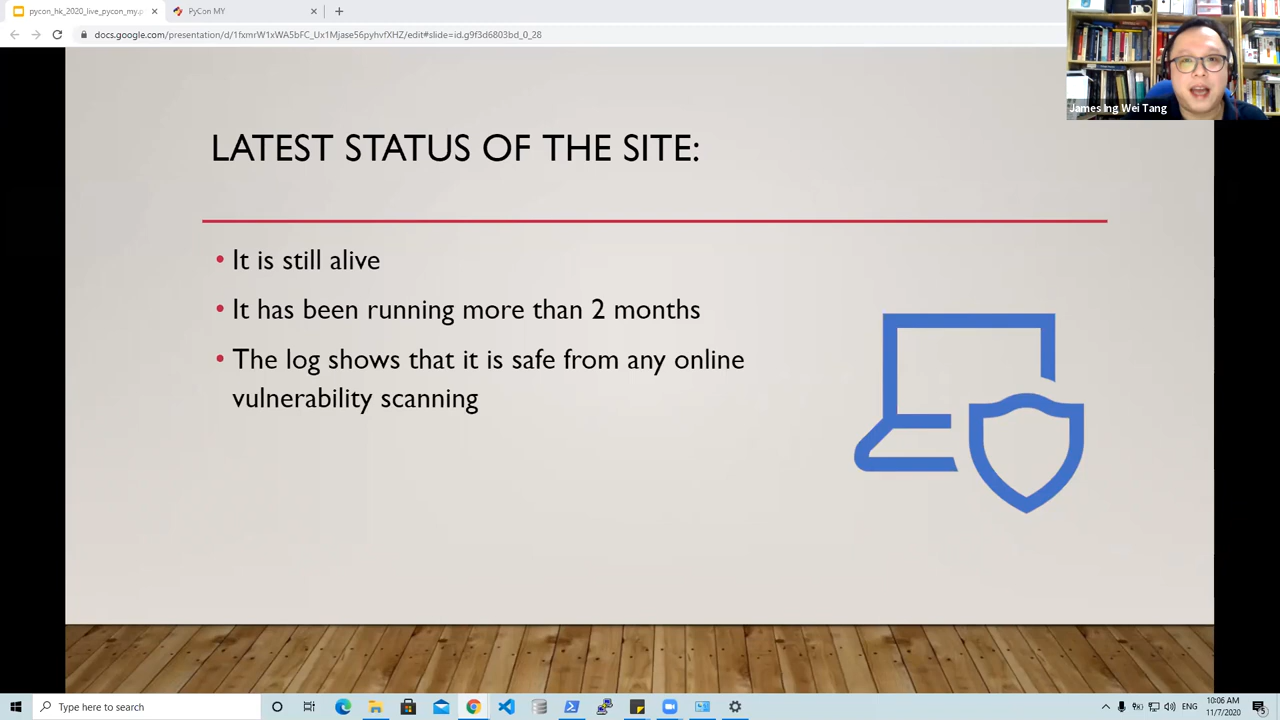 pycon_hk_2020_live_pycon_my.p
PyCon MY
docs.google.com/presentation/d/1fxmrW1xWA5bFC_Ux1Mjase56pyhvfXHZ/edit#slide=id.g9f3d6803bd_0_28
James Ing Wei Tang
LATEST STATUS OF THE SITE:
• It is still alive
• It has been running more than 2 months
• The log shows that it is safe from any online
vulnerability scanning
Type here to search
ENG
10:06 AM
11/7/2020
5